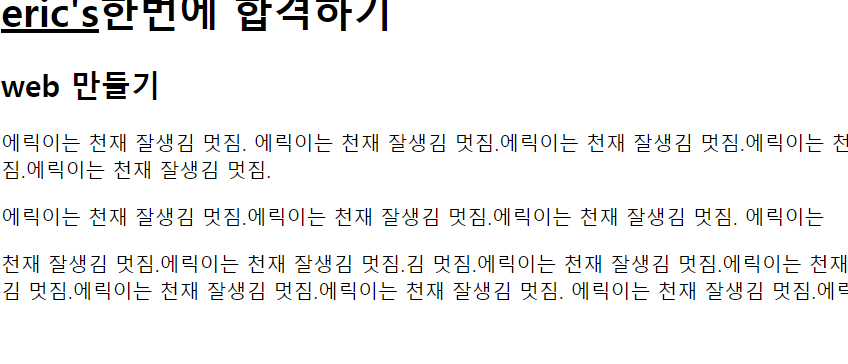 eric's한번에 합격하기
web 만들기
에릭이는 천재 잘생김 멋짐. 에릭이는 천재 잘생김 멋짐.에릭이는 천재 잘생김 멋짐.에릭이는 천
짐.에릭이는 천재 잘생김 멋짐.
에릭이는 천재 잘생김 멋짐.에릭이는 천재 잘생김 멋짐.에릭이는 천재 잘생김 멋짐. 에릭이는
천재 잘생김 멋짐.에릭이는 천재 잘생김 멋짐.김 멋짐.에릭이는 천재 잘생김 멋짐.에릭이는 천재
김 멋짐.에릭이는 천재 잘생김 멋짐.에릭이는 천재 잘생김 멋짐. 에릭이는 천재 잘생김 멋짐.에릭